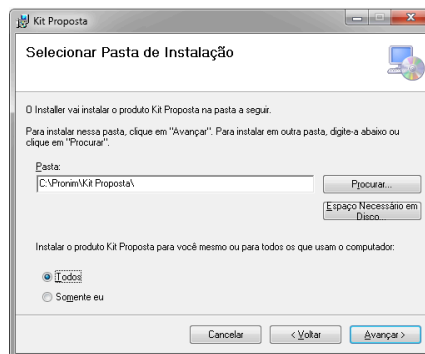 Kit Proposta
Selecionar Pasta de Instalação
O Installer vai instalar o produto Kit Proposta na pasta a seguir.
Para instalar nessa pasta, clique em "Avançar". Para instalar em outra pasta, digite-a abaixo ou
clique em "Procurar".
Pasta:
C:\Pronim\Kit Proposta\
Procurar...
Espaço Necessário em
Disco...
Instalar o produto Kit Proposta para você mesmo ou para todos os que usam o computador:
Todos
Somente eu
Cancelar
< Voltar
Avançar >